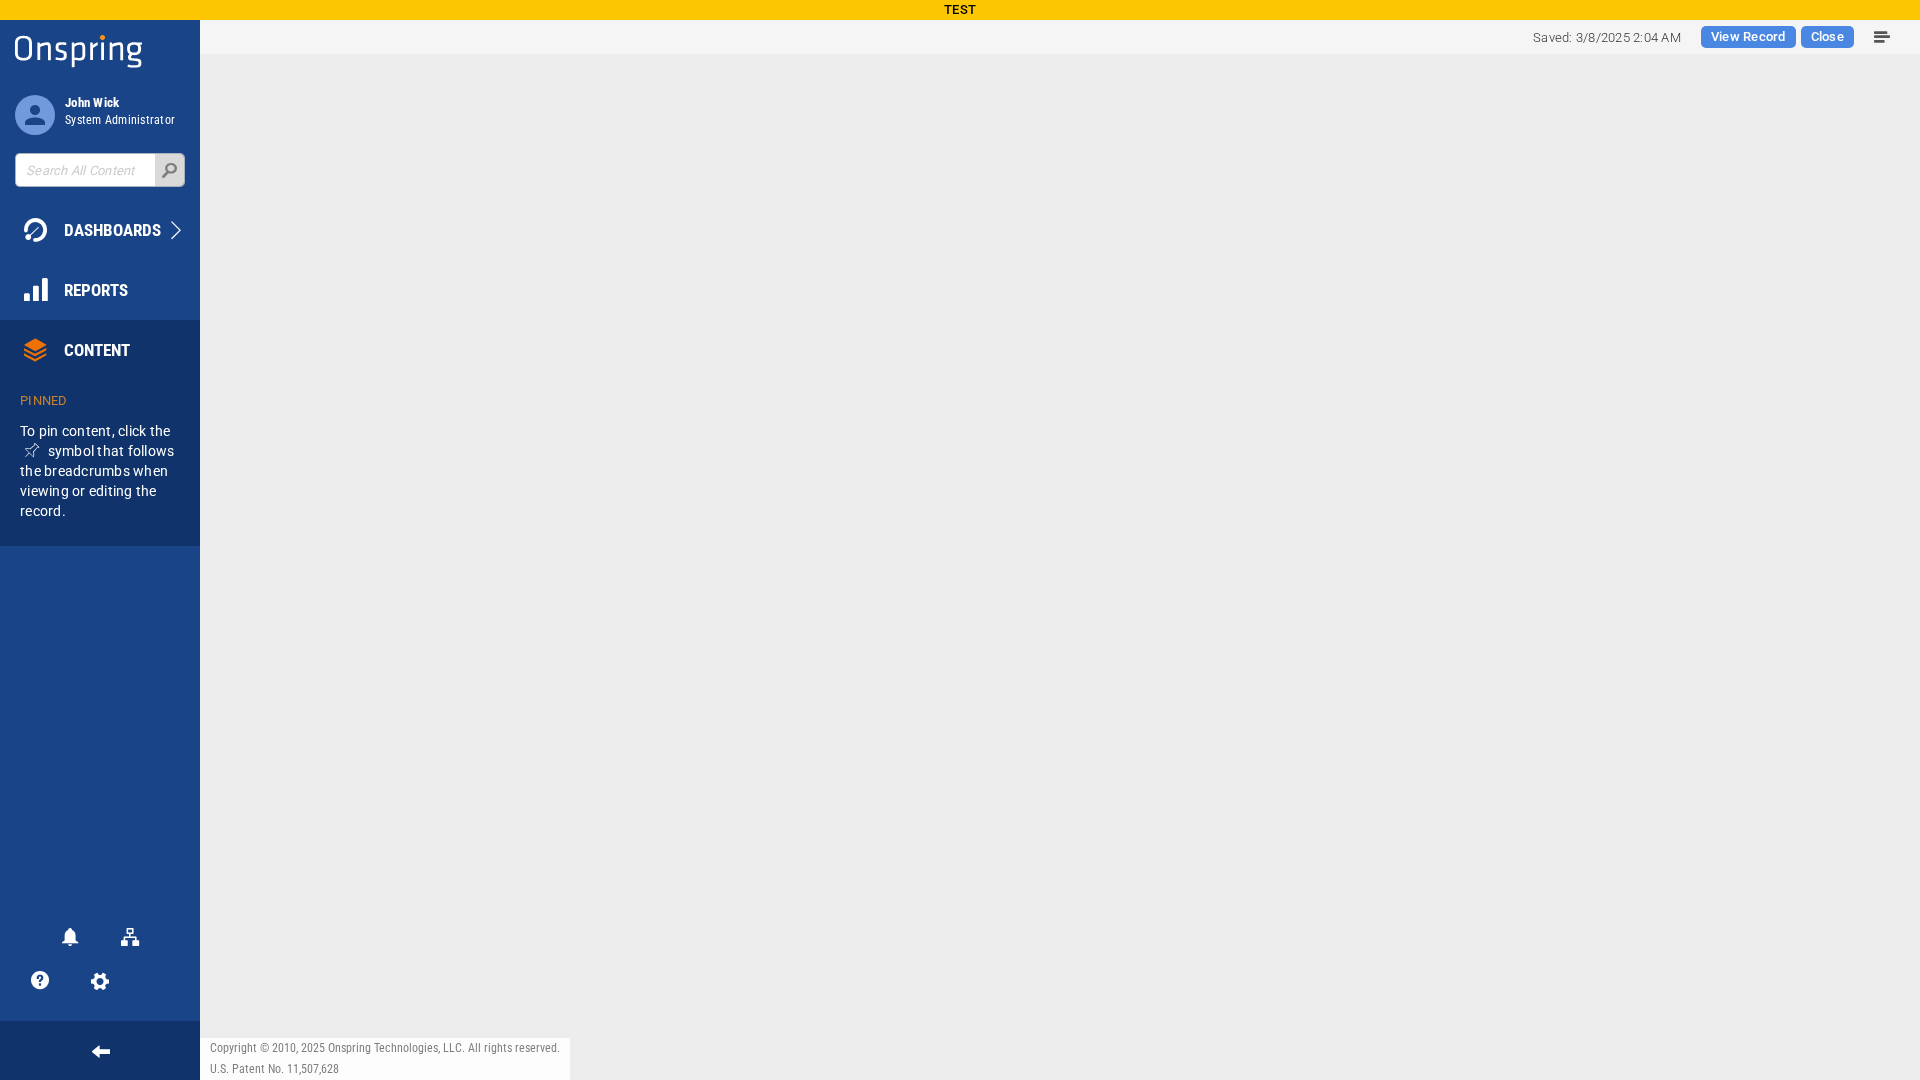 TEST
Onspring
Saved: 3/8/2025 2:04 AM
View Record
Close
John Wick
System Administrator
Search All Content
DASHBOARDS
REPORTS
CONTENT
PINNED
To pin content, click the
symbol that follows
the breadcrumbs when
viewing or editing the
record.
Copyright © 2010, 2025 Onspring Technologies, LLC. All rights reserved.
U.S. Patent No. 11,507,628